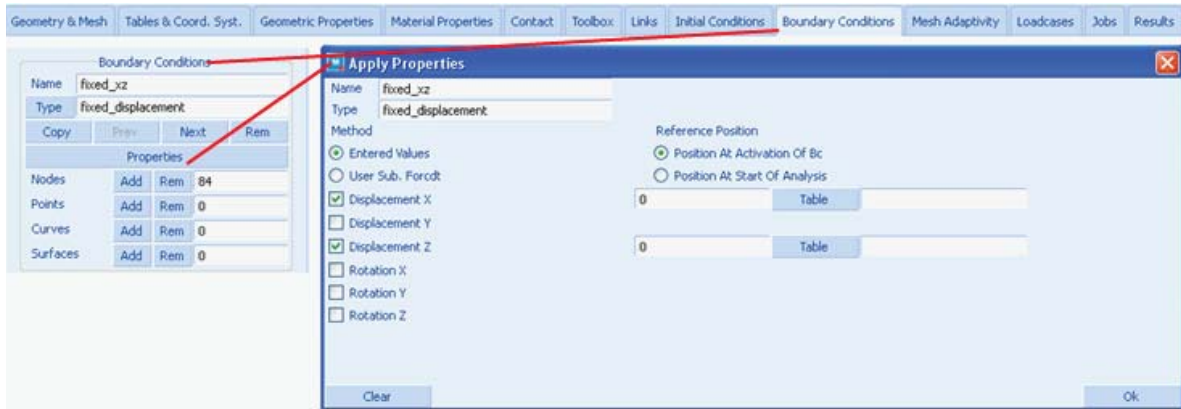 Geometry & Mesh Tables & Coord. Syst. Geometric Properties Material Properties Contact Toolbox Links Initial Conditions Boundary Conditions Mesh Adaptivity Loadcases Jobs Results
Boundary Conditions
Name fixed_xz
Type fixed_displacement
Copy Prev Next Rem
Properties
Nodes Add Rem 84
Points Add Rem 0
Curves Add Rem 0
Surfaces Add Rem 0
Apply Properties
Name fixed_xz
Type fixed_displacement
Method Reference Position
Entered Values Position At Activation Of Bc
User Sub. Forcdt Position At Start Of Analysis
Displacement X 0 Table
Displacement Y
Displacement Z 0 Table
Rotation X
Rotation Y
Rotation Z
Clear Ok